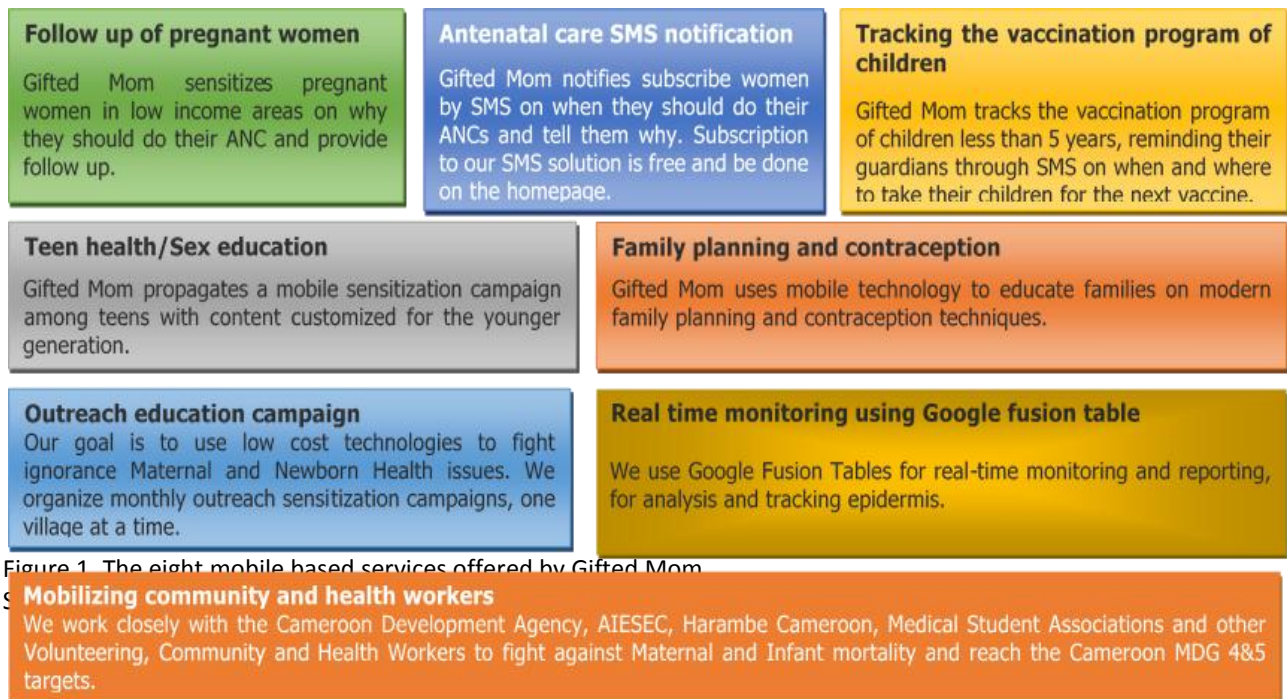 Follow up of pregnant women
Gifted Mom sensitizes pregnant
women in low income areas on why
they should do their ANC and provide
follow up.
Antenatal care SMS notification
Gifted Mom notifies subscribe women
by SMS on when they should do their
ANCs and tell them why. Subscription
to our SMS solution is free and be done
on the homepage.
Tracking the vaccination program of
children
Gifted Mom tracks the vaccination program
of children less than 5 years, reminding their
guardians through SMS on when and where
to take their children for the next vaccine.
Teen health/Sex education
Gifted Mom propagates a mobile sensitization campaign
among teens with content customized for the younger
generation.
Family planning and contraception
Gifted Mom uses mobile technology to educate families on modern
family planning and contraception techniques.
Outreach education campaign
Our goal is to use low cost technologies to fight
ignorance Maternal and Newborn Health issues. We
organize monthly outreach sensitization campaigns, one
village at a time.
Real time monitoring using Google fusion table
We use Google Fusion Tables for real-time monitoring and reporting,
for analysis and tracking epidermis.
Figure 1. The eight mobile based services offered by Gifted Mom
Mobilizing community and health workers
We work closely with the Cameroon Development Agency, AIESEC, Harambe Cameroon, Medical Student Associations and other
Volunteering, Community and Health Workers to fight against Maternal and Infant mortality and reach the Cameroon MDG 4&5
targets.